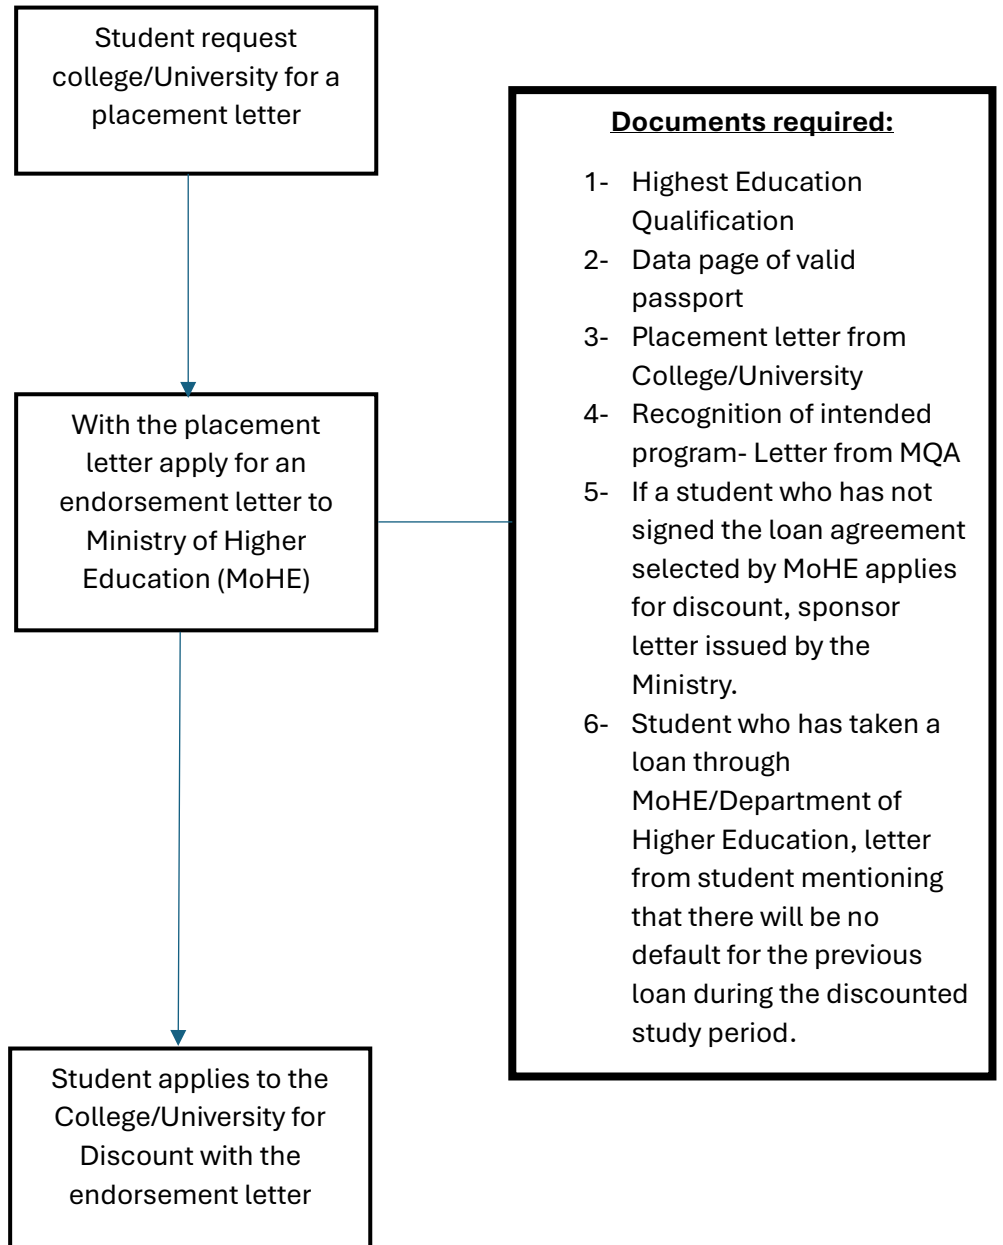 Student request
college/University for a
placement letter
Documents required:
1- Highest Education
Qualification
2- Data page of valid
passport
3- Placement letter from
College/University
4- Recognition of intended
program- Letter from MQA
5- If a student who has not
signed the loan agreement
selected by MoHE applies
for discount, sponsor
letter issued by the
Ministry.
6- Student who has taken a
loan through
MoHE/Department of
Higher Education, letter
from student mentioning
that there will be no
default for the previous
loan during the discounted
study period.
With the placement
letter apply for an
endorsement letter to
Ministry of Higher
Education (MoHE)
Student applies to the
College/University for
Discount with the
endorsement letter